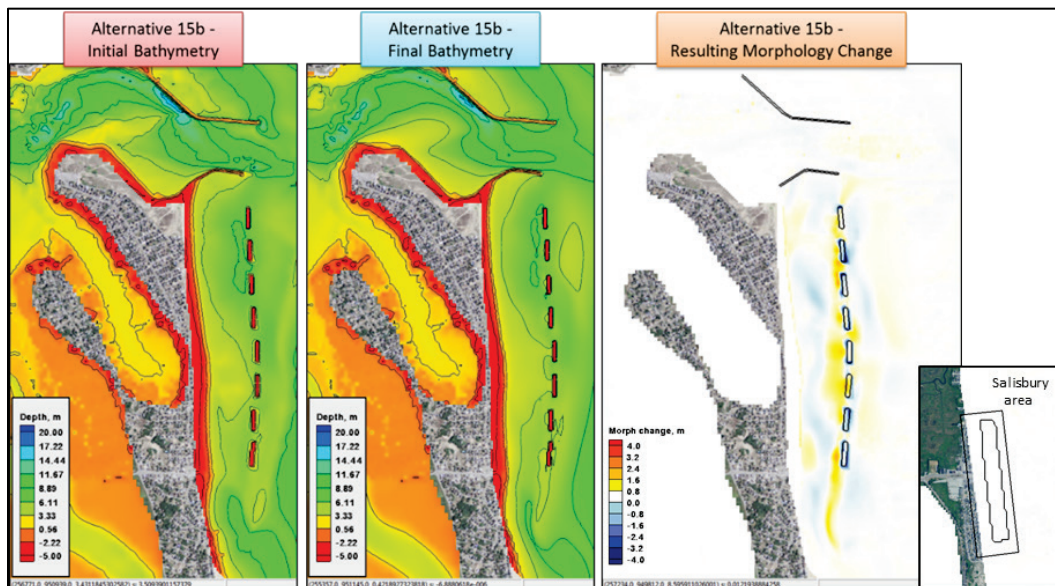 Alternative 15b -
Initial Bathymetry
Alternative 15b -
Final Bathymetry
Alternative 15b -
Resulting Morphology Change
Depth, m
20.00
17.22
14.44
11.67
8.89
6.11
3.33
0.56
-2.22
-5.00
Depth, m
20.00
17.22
14.44
11.67
8.89
6.11
3.33
0.56
-2.22
-5.00
Morph change, m
4.0
3.2
2.4
1.6
0.8
0.0
-0.8
-1.6
-2.4
-3.2
-4.0
Salisbury
area